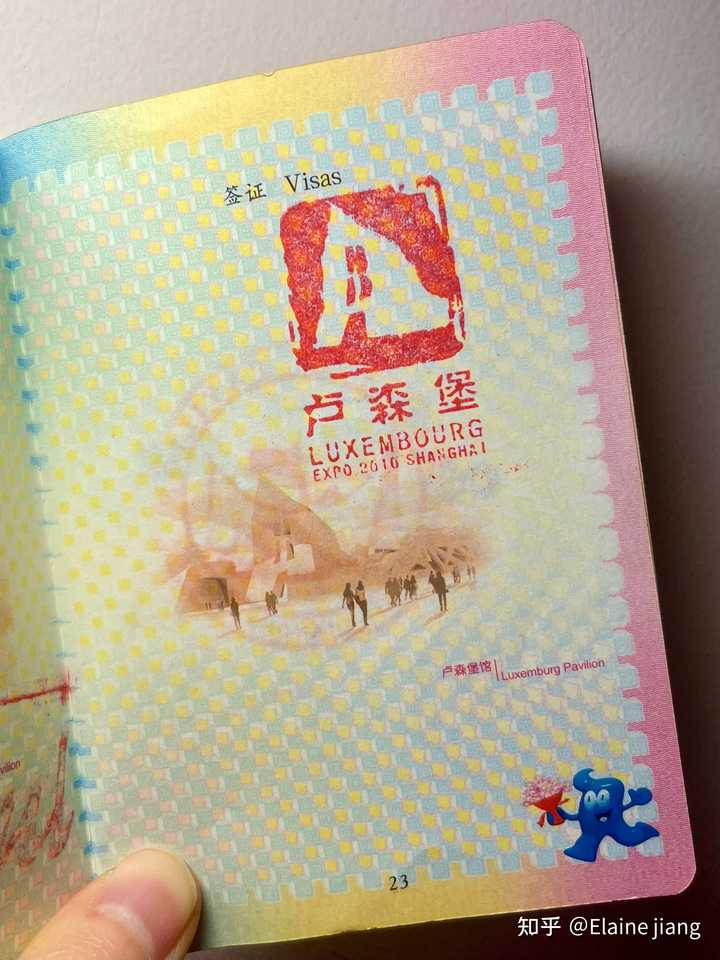 签证 Visas
卢森堡
LUXEMBOURG
EXPO 2010 SHANGHAI
卢森堡馆 Luxemburg Pavilion
vilion
23
知乎 @Elaine jiang